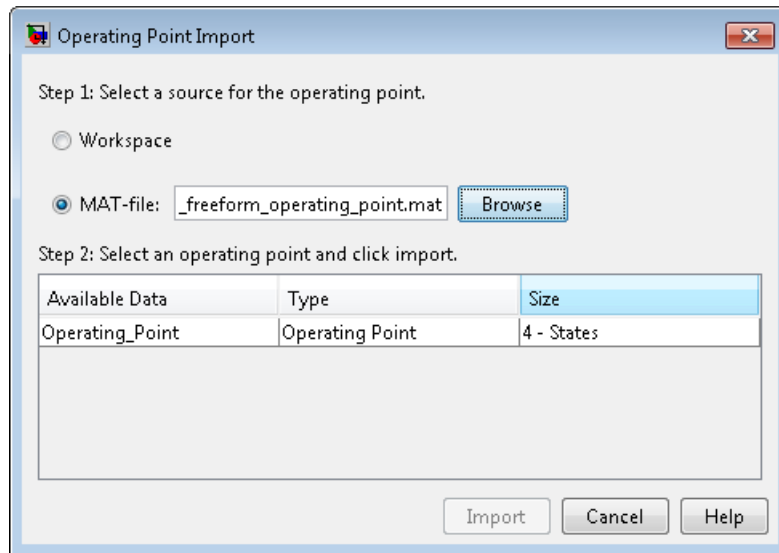 Operating Point Import
Step 1: Select a source for the operating point.
Workspace
MAT-file: _freeform_operating_point.mat Browse
Step 2: Select an operating point and click import.
Available Data Type Size
Operating_Point Operating Point 4 - States
Import Cancel Help